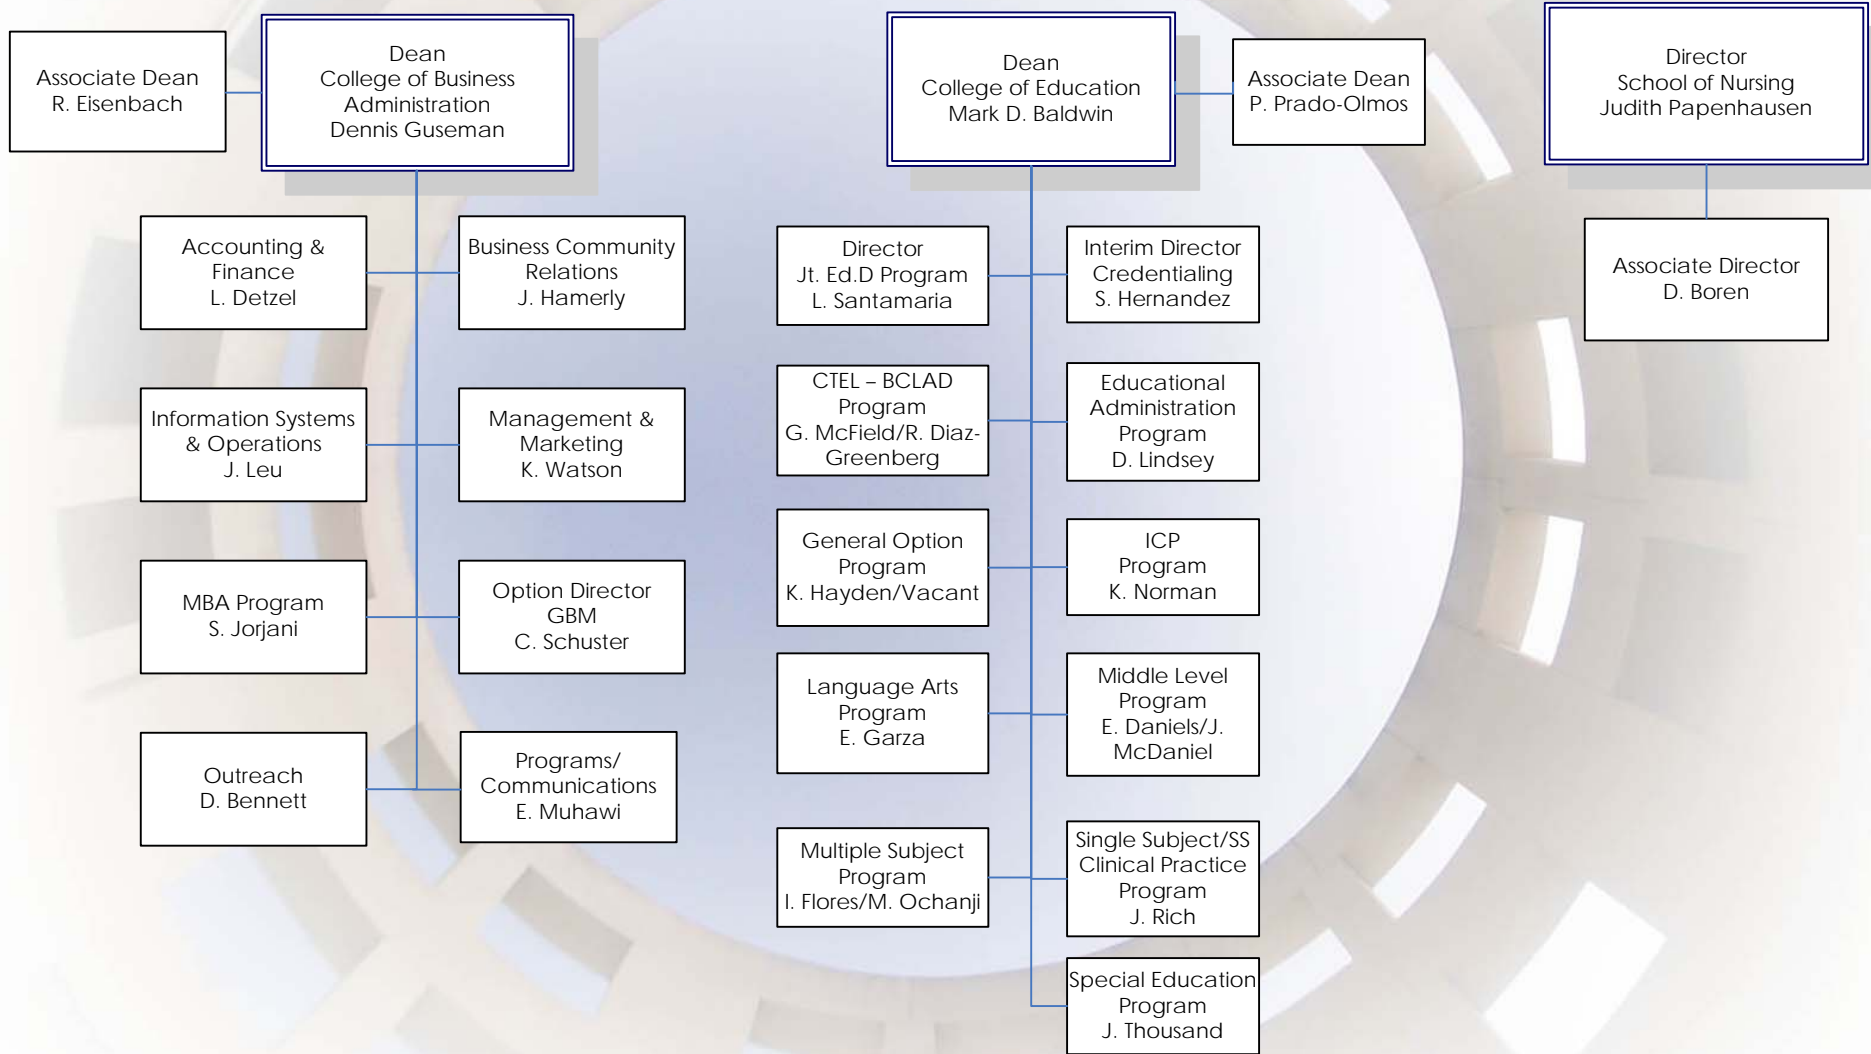 Associate Dean
R. Eisenbach
Dean
College of Business
Administration
Dennis Guseman
Dean
College of Education
Mark D. Baldwin
Associate Dean
P. Prado-Olmos
Director
School of Nursing
Judith Papenhausen
Accounting &
Finance
L. Detzel
Business Community
Relations
J. Hamerly
Information Systems
& Operations
J. Leu
Management &
Marketing
K. Watson
MBA Program
S. Jorjani
Option Director
GBM
C. Schuster
Outreach
D. Bennett
Programs/
Communications
E. Muhawi
Director
Jt. Ed.D Program
L. Santamaria
Interim Director
Credentialing
S. Hernandez
CTEL – BCLAD
Program
G. McField/R. Diaz-
Greenberg
Educational
Administration
Program
D. Lindsey
General Option
Program
K. Hayden/Vacant
ICP
Program
K. Norman
Language Arts
Program
E. Garza
Middle Level
Program
E. Daniels/J.
McDaniel
Multiple Subject
Program
I. Flores/M. Ochanji
Single Subject/SS
Clinical Practice
Program
J. Rich
Special Education
Program
J. Thousand
Associate Director
D. Boren